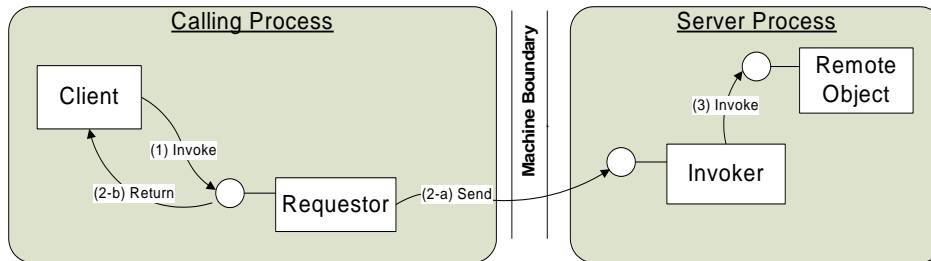 Calling Process
Server Process
Machine Boundary
Client
Remote
Object
(3) Invoke
(1) Invoke
(2-b) Return
(2-a) Send
Requestor
Invoker